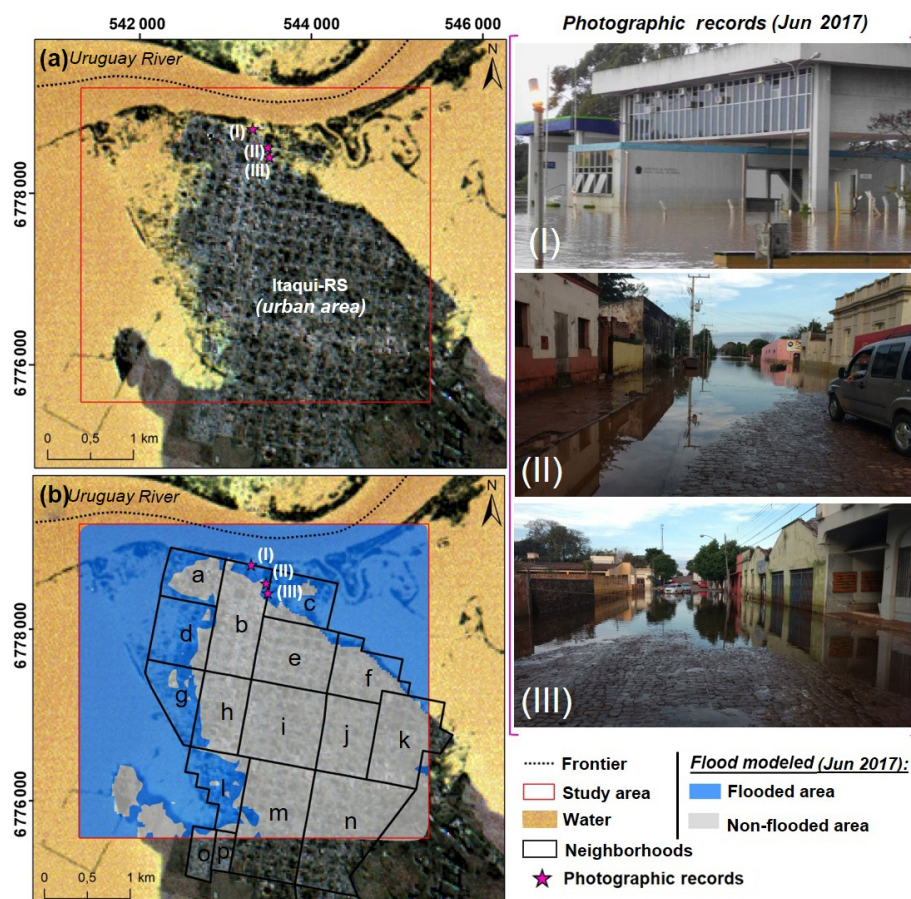 542 000 544 000 546 000
Photographic records (Jun 2017)
(a)
Uruguay River
N
(I)
(II)
(III)
6778 000
Itaqui-RS
(urban area)
6776 000
0 0,5 1 km
(I)
(II)
(III)
(b)
Uruguay River
N
(I)
(II)
(III)
a
b
c
d
e
f
g
h
i
j
k
l
m
n
o
p
6778 000
6776 000
0 0,5 1 km
Frontier
Study area
Water
Neighborhoods
Photographic records
Flood modeled (Jun 2017):
Flooded area
Non-flooded area